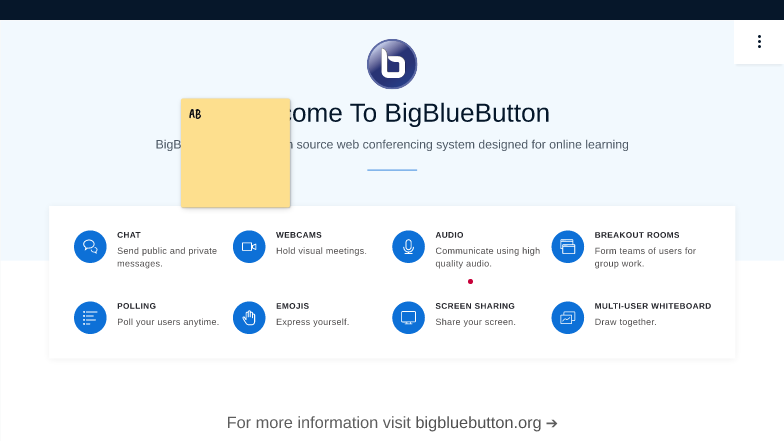 AB
come To BigBlueButton
source web conferencing system designed for online learning
CHAT
Send public and private
messages.
WEBCAMS
Hold visual meetings.
AUDIO
Communicate using high
quality audio.
BREAKOUT ROOMS
Form teams of users for
group work.
POLLING
Poll your users anytime.
EMOJIS
Express yourself.
SCREEN SHARING
Share your screen.
MULTI-USER WHITEBOARD
Draw together.
For more information visit bigbluebutton.org →